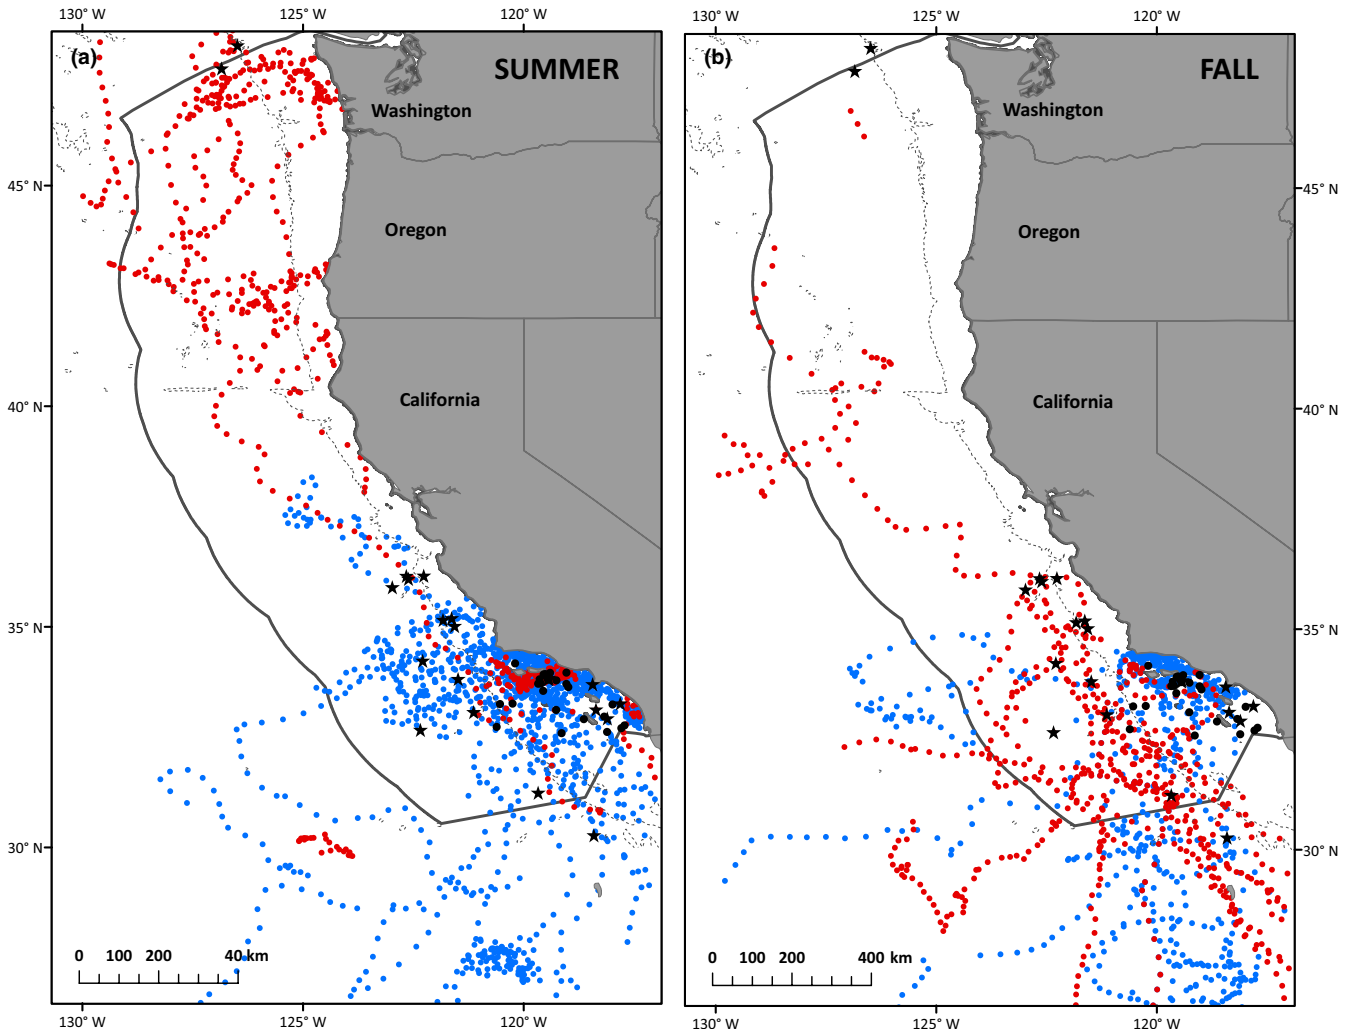 130° W 125° W 120° W
(a) SUMMER
Washington
Oregon
California
45° N
40° N
35° N
30° N
0 100 200 40 km
130° W 125° W 120° W
130° W 125° W 120° W
(b) FALL
Washington
Oregon
California
45° N
40° N
35° N
30° N
0 100 200 400 km
130° W 125° W 120° W